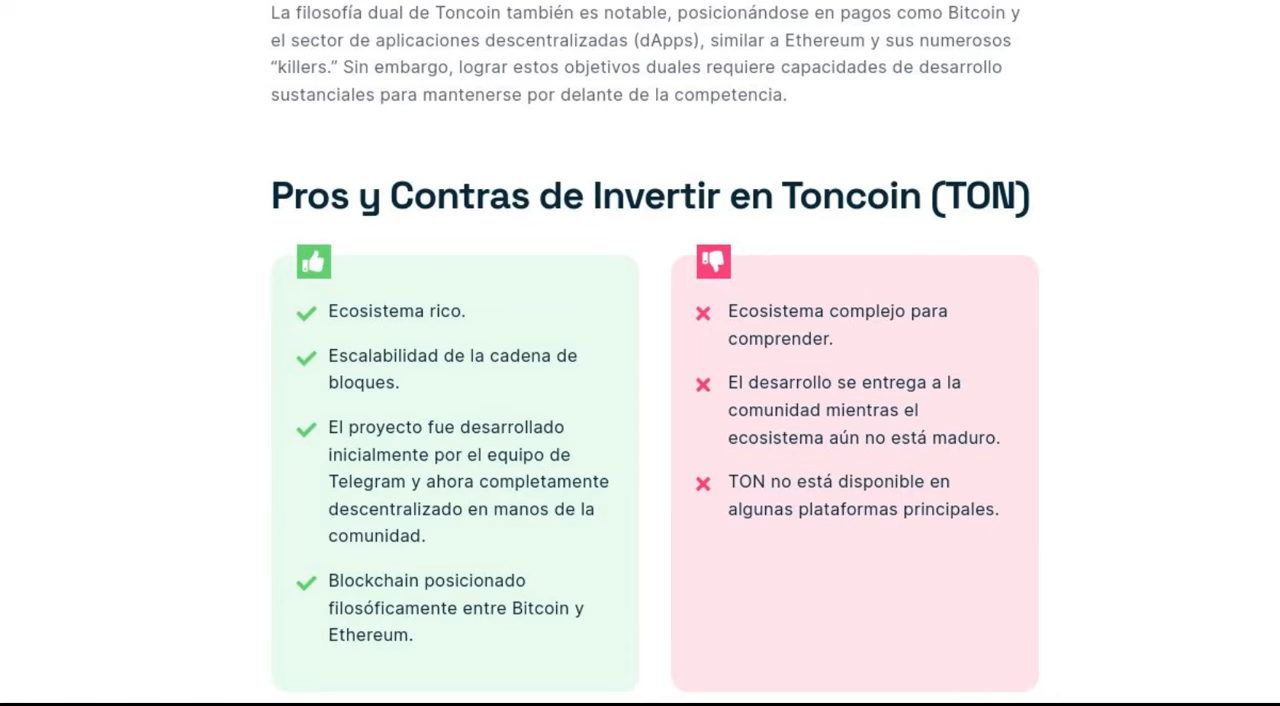 La filosofía dual de Toncoin también es notable, posicionándose en pagos como Bitcoin y
el sector de aplicaciones descentralizadas (dApps), similar a Ethereum y sus numerosos
“killers.” Sin embargo, lograr estos objetivos duales requiere capacidades de desarrollo
sustanciales para mantenerse por delante de la competencia.
Pros y Contras de Invertir en Toncoin (TON)
Ecosistema rico.
Escalabilidad de la cadena de
bloques.
El proyecto fue desarrollado
inicialmente por el equipo de
Telegram y ahora completamente
descentralizado en manos de la
comunidad.
Blockchain posicionado
filosóficamente entre Bitcoin y
Ethereum.
Ecosistema complejo para
comprender.
El desarrollo se entrega a la
comunidad mientras el
ecosistema aún no está maduro.
TON no está disponible en
algunas plataformas principales.